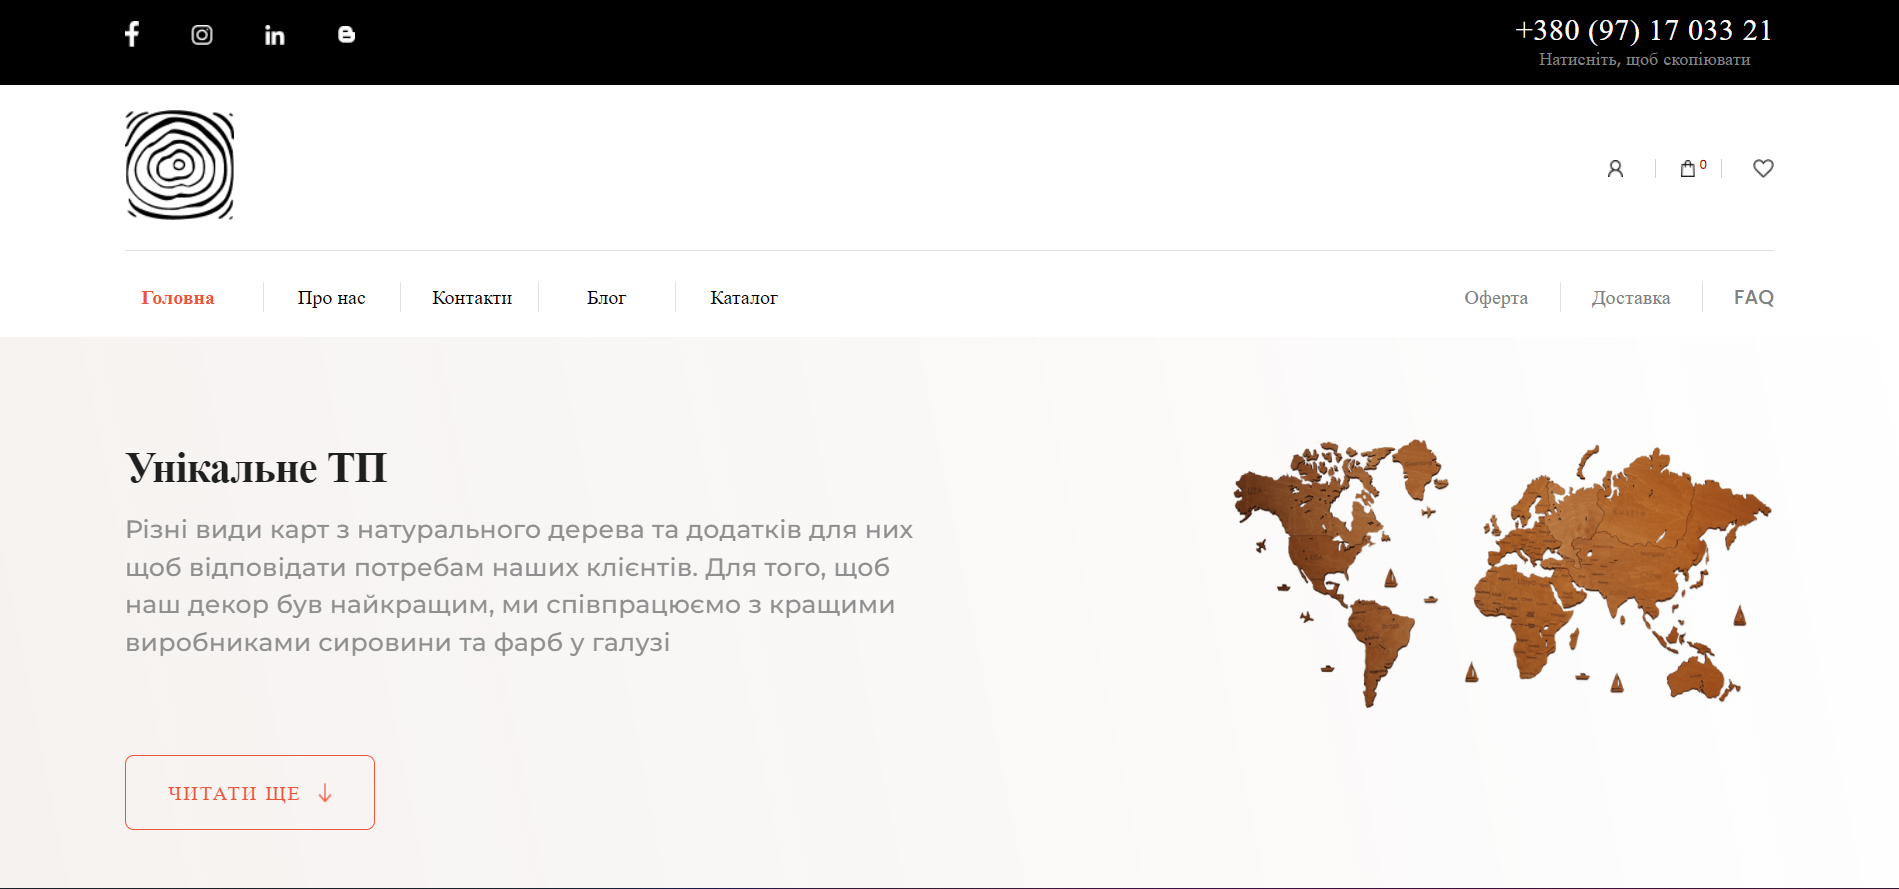 +380 (97) 17 033 21
Натисніть, щоб скопіювати
0
Головна
Про нас
Контакти
Блог
Каталог
Оферта
Доставка
FAQ
Унікальне ТП
Різні види карт з натурального дерева та додатків для них
щоб відповідати потребам наших клієнтів. Для того, щоб
наш декор був найкращим, ми співпрацюємо з кращими
виробниками сировини та фарб у галузі
ЧИТАТИ ЩЕ